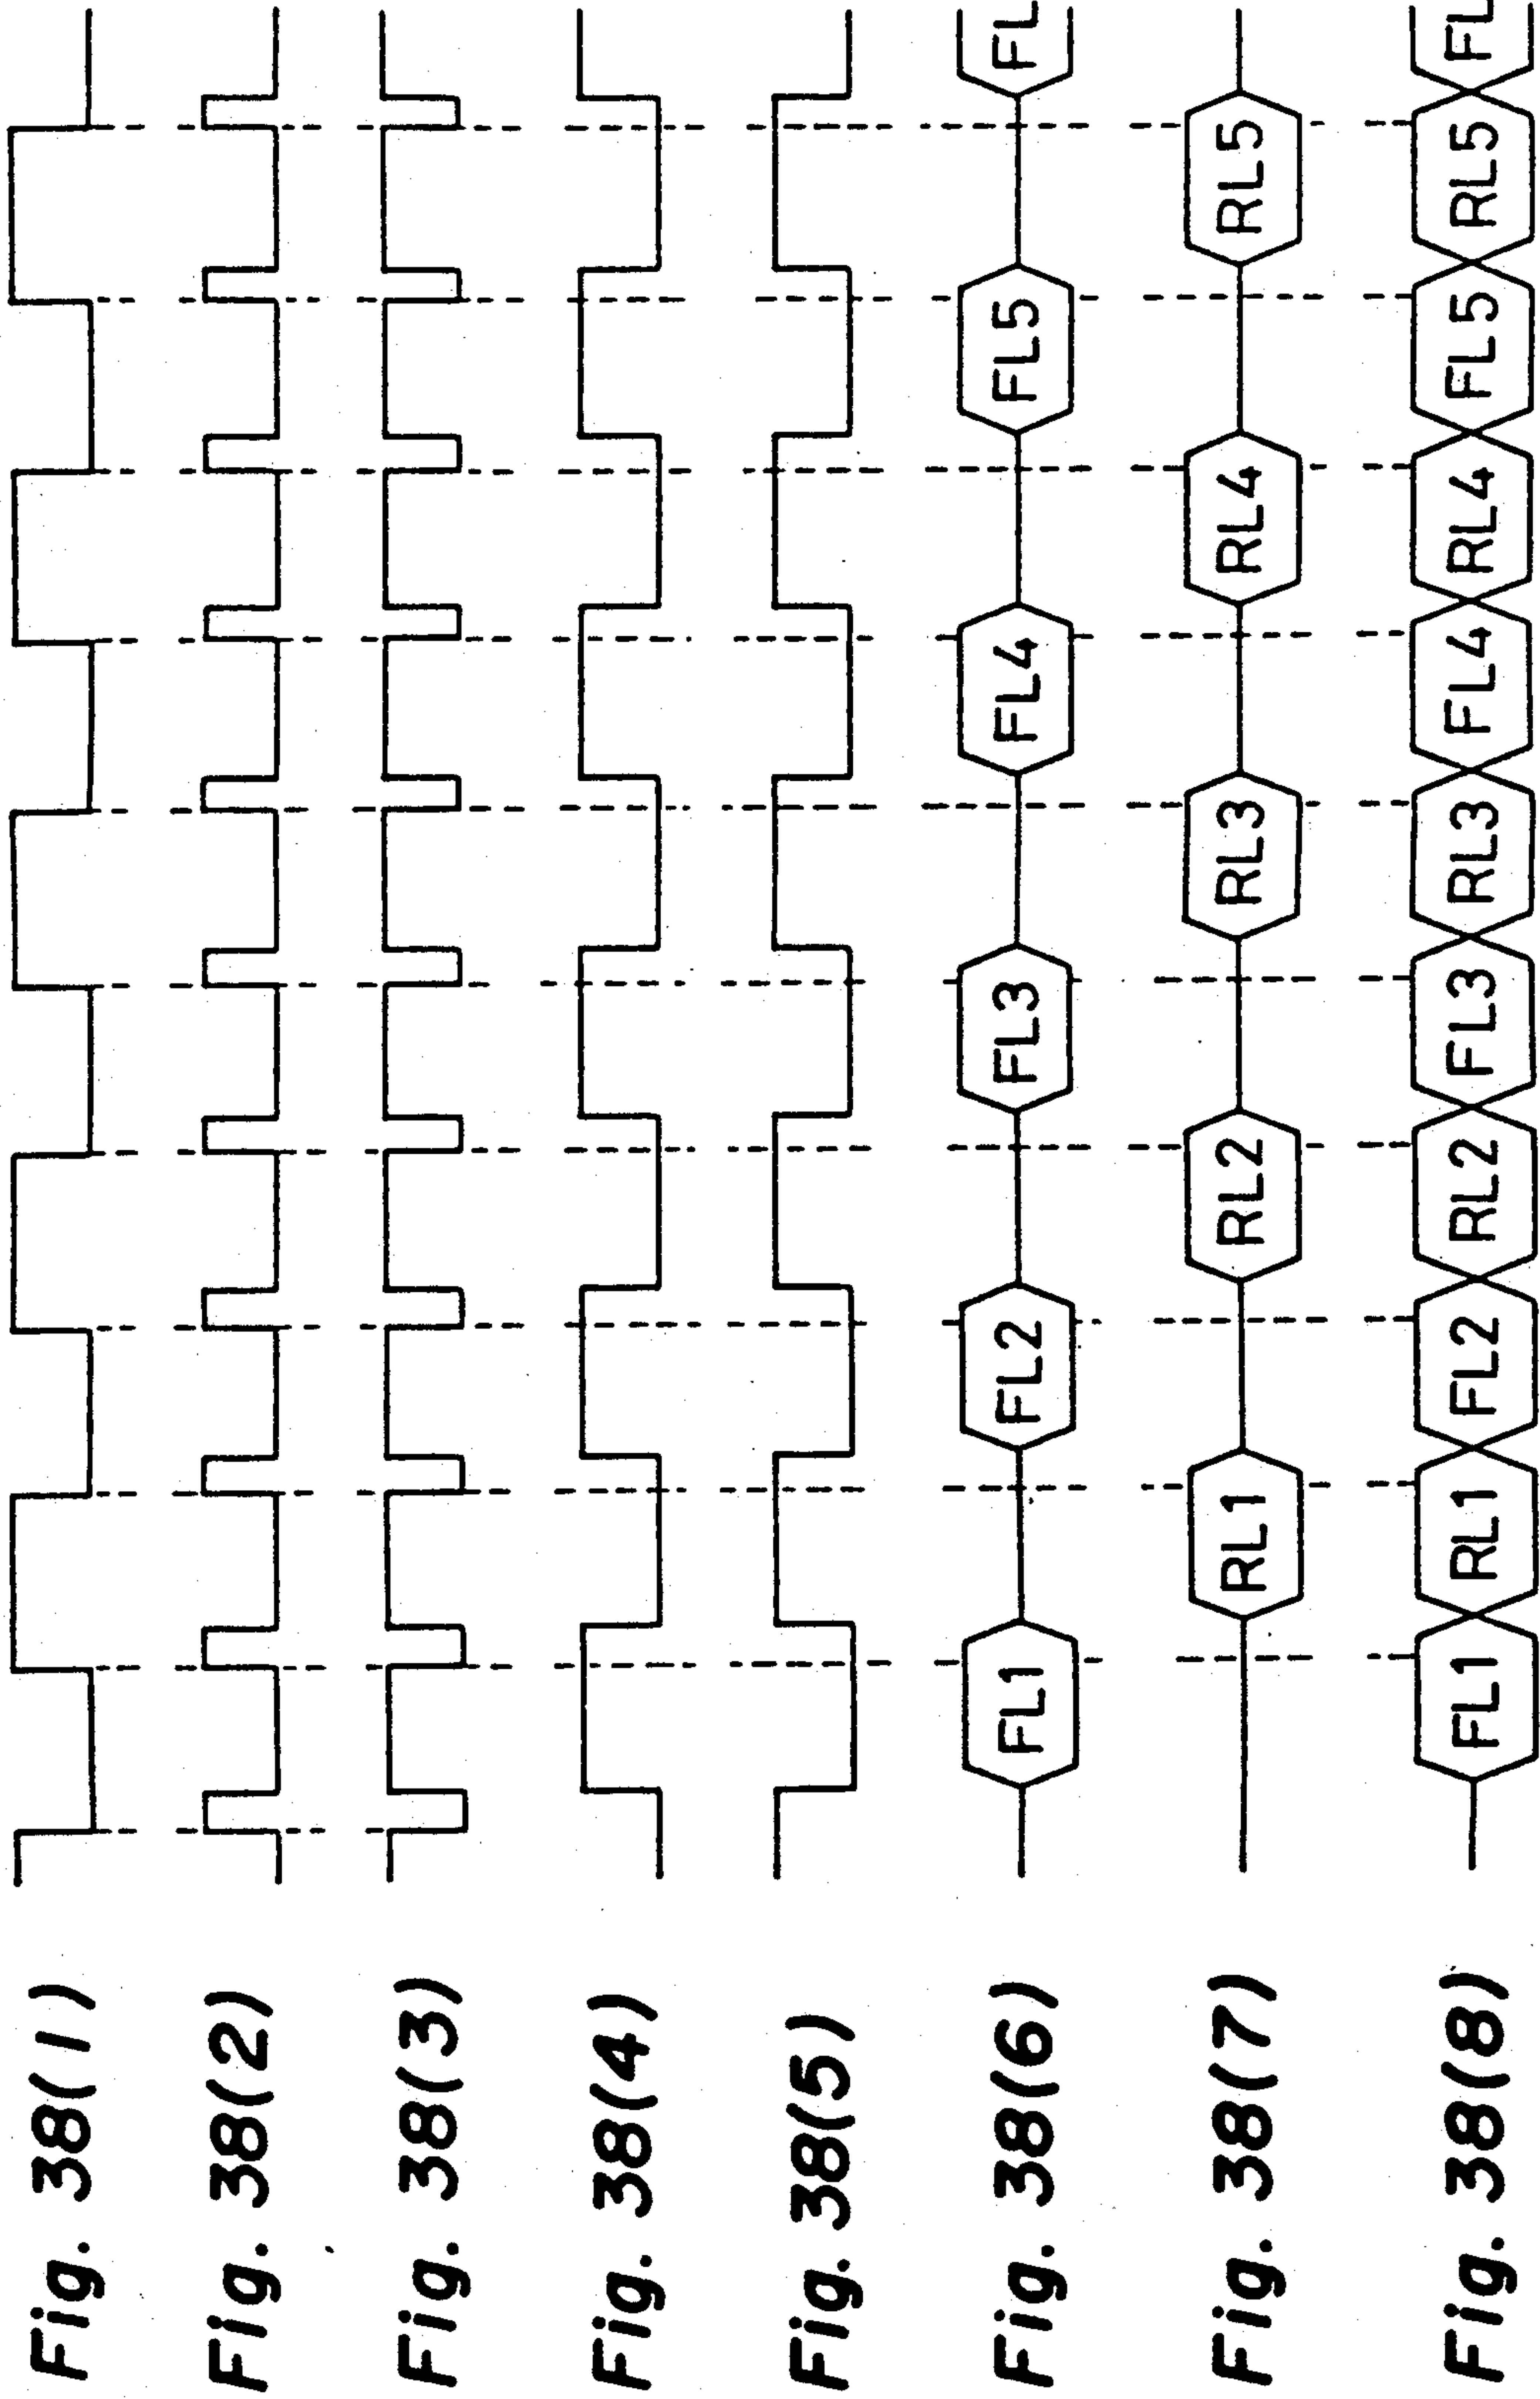 Fig. 38(1)
Fig. 38(2)
Fig. 38(3)
Fig. 38(4)
Fig. 38(5)
Fig. 38(6) FL1 FL2 FL3 FL4 FL5 FL
Fig. 38(7) RL1 RL2 RL3 RL4 RL5
Fig. 38(8) FL1 RL1 FL2 RL2 FL3 RL3 FL4 RL4 FL5 RL5 FL